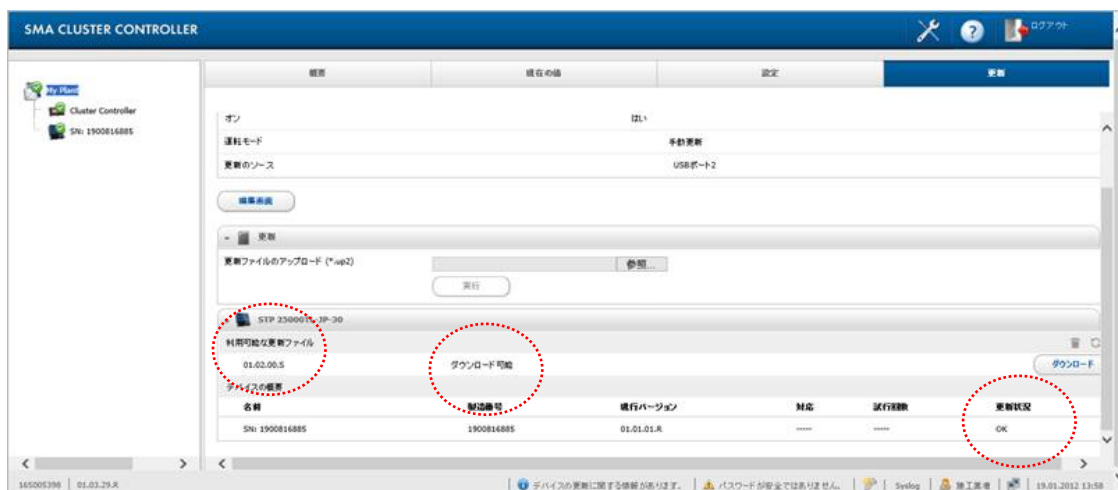 SMA CLUSTER CONTROLLER
ログアウト
My Plant
Cluster Controller
SN: 1900816885
概要 現在の値 設定 更新
オン はい
運転モード 手動更新
更新のソース USBポート2
編集画面
更新
更新ファイルのアップロード (*.up2) 参照...
実行
STP 25000TL-JP-30
利用可能な更新ファイル
01.02.00.S ダウンロード可能 ダウンロード
デバイスの概要
名前 製造番号 現行バージョン 対応 試行回数 更新状況
SN: 1900816885 1900816885 01.01.01.R ----- ----- OK
165005398 | 01.03.29.R デバイスの更新に関する情報があります。 パスワードが安全ではありません。 Syslog 施工業者 19.01.2012 13:58